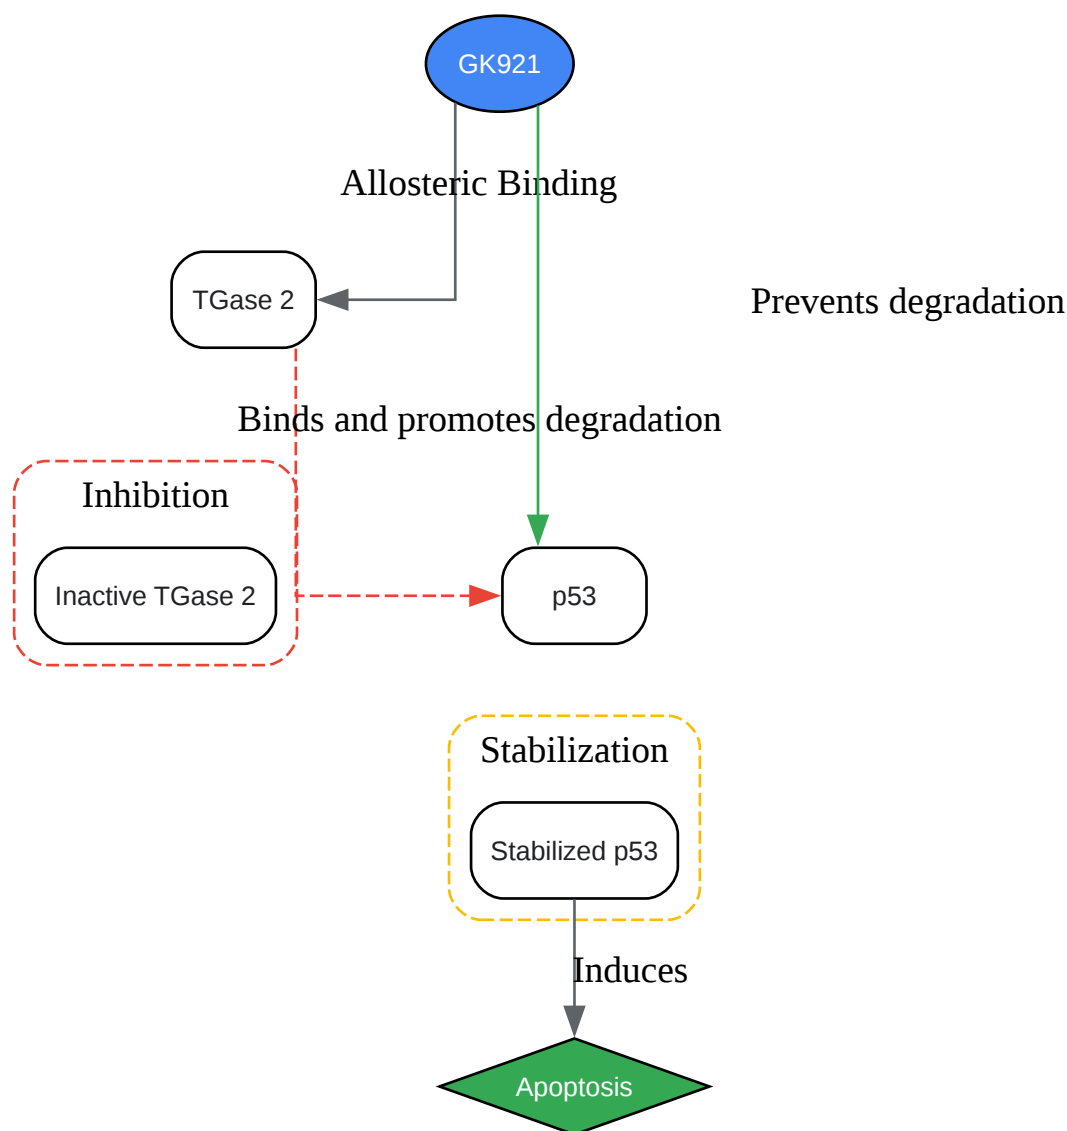 GK921
Allosteric Binding
TGase 2
Prevents degradation
Binds and promotes degradation
Inhibition
Inactive TGase 2
p53
Stabilization
Stabilized p53
Induces
Apoptosis